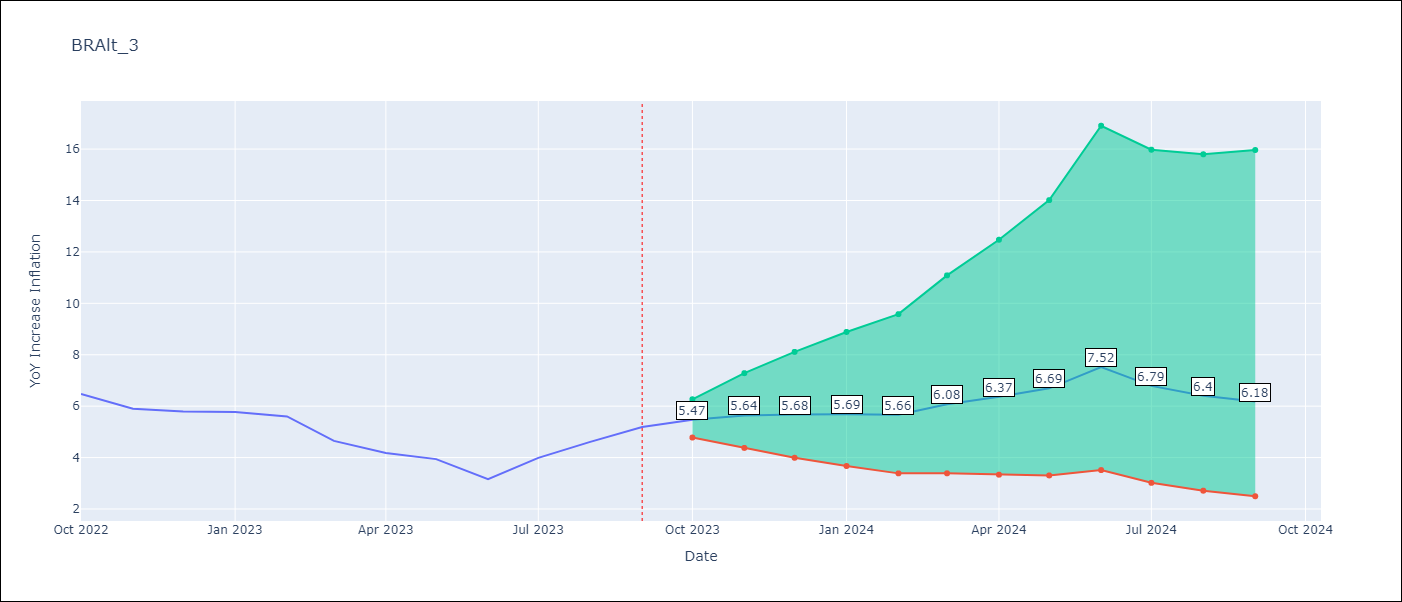 BRAlt_3
YoY Increase Inflation
16
14
12
10
8
6
4
2
5.47
5.64
5.68
5.69
5.66
6.08
6.37
6.69
7.52
6.79
6.4
6.18
Oct 2022
Jan 2023
Apr 2023
Jul 2023
Oct 2023
Jan 2024
Apr 2024
Jul 2024
Oct 2024
Date